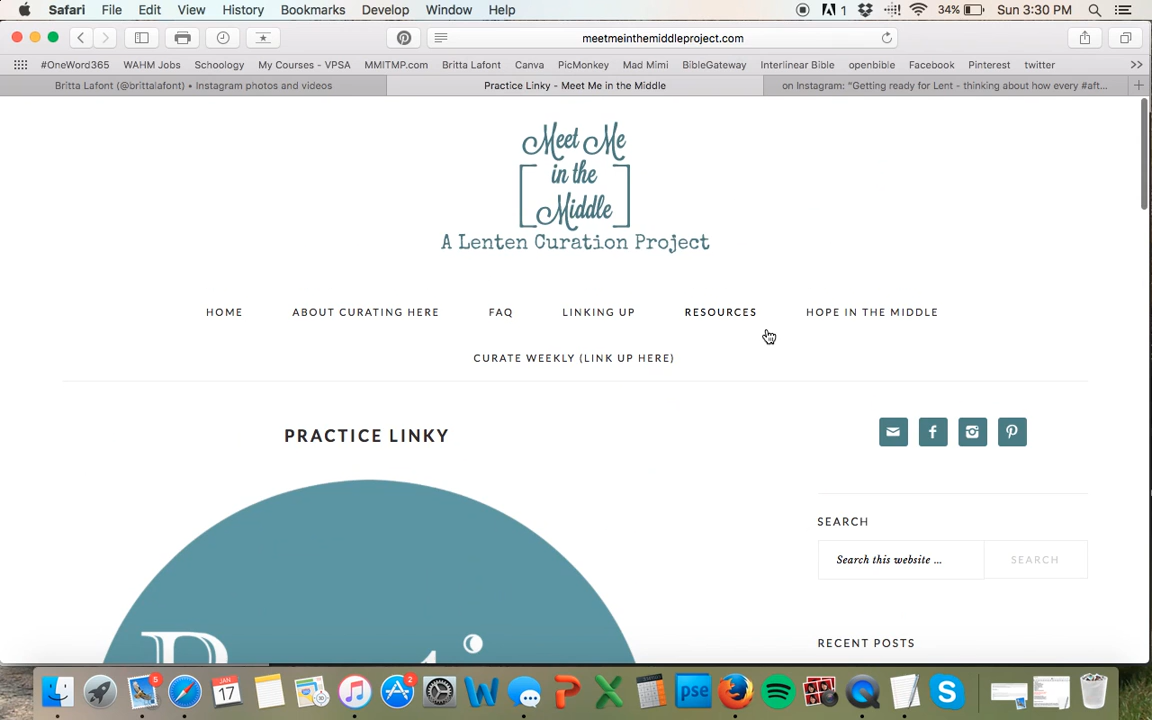 Safari File Edit View History Bookmarks Develop Window Help 1 34% Sun 3:30 PM
meetmeinthemiddleproject.com
#OneWord365 WAHM Jobs Schoology My Courses - VPSA MMITMP.com Britta Lafont Canva PicMonkey Mad Mimi BibleGateway Interlinear Bible openbible Facebook Pinterest twitter >>
Britta Lafont (@brittalafont) • Instagram photos and videos Practice Linky - Meet Me in the Middle on Instagram: "Getting ready for Lent - thinking about how every #aft...
Meet Me
in the
Middle
A Lenten Curation Project
HOME ABOUT CURATING HERE FAQ LINKING UP RESOURCES HOPE IN THE MIDDLE
CURATE WEEKLY (LINK UP HERE)
PRACTICE LINKY
SEARCH
Search this website ... SEARCH
RECENT POSTS
5 JAN 17 2 pse